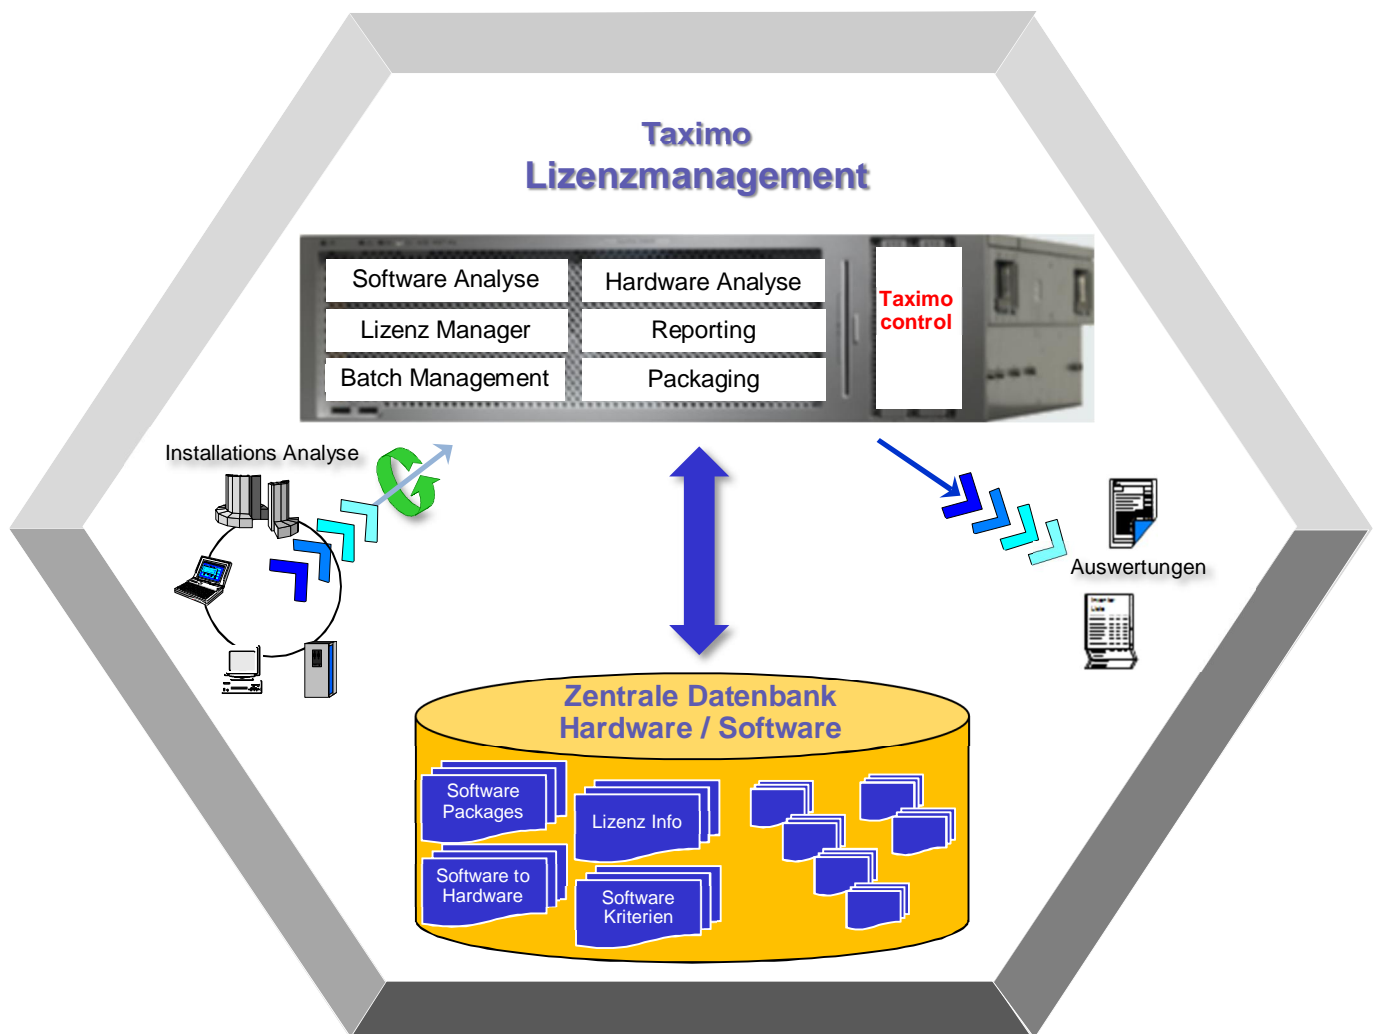 Taximo
Lizenzmanagement
Software Analyse
Hardware Analyse
Taximo
control
Lizenz Manager
Reporting
Batch Management
Packaging
Installations Analyse
Auswertungen
Zentrale Datenbank
Hardware / Software
Software
Packages
Lizenz Info
Software to
Hardware
Software
Kriterien